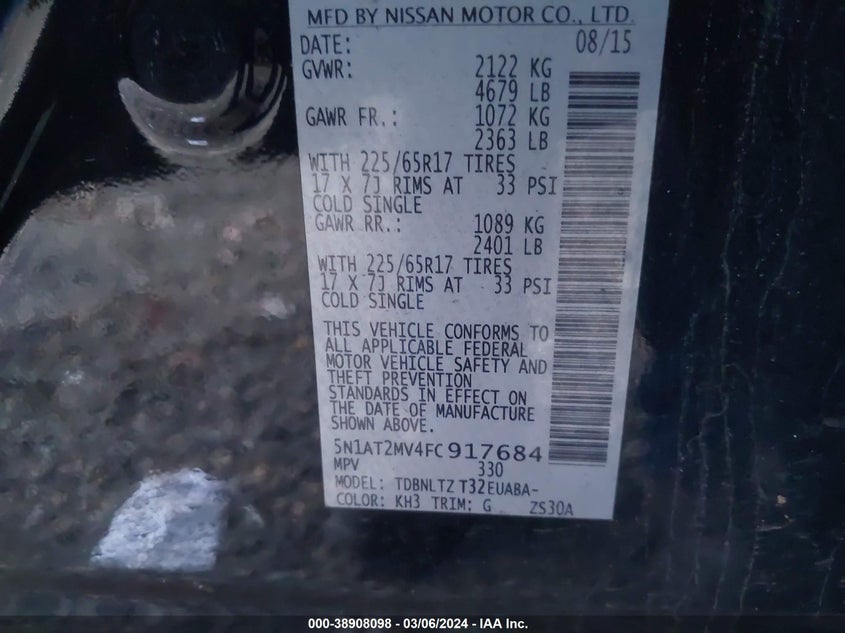 MFD BY NISSAN MOTOR CO., LTD.
DATE: 08/15
GVWR: 2122 KG
4679 LB
GAWR FR.: 1072 KG
2363 LB
WITH 225/65R17 TIRES
17 X 7J RIMS AT 33 PSI
COLD SINGLE
GAWR RR.: 1089 KG
2401 LB
WITH 225/65R17 TIRES
17 X 7J RIMS AT 33 PSI
COLD SINGLE
THIS VEHICLE CONFORMS TO
ALL APPLICABLE FEDERAL
MOTOR VEHICLE SAFETY AND
THEFT PREVENTION
STANDARDS IN EFFECT ON
THE DATE OF MANUFACTURE
SHOWN ABOVE.
5N1AT2MV4FC917684
MPV 330
MODEL: TDBNLTZ T32EUABA-
COLOR: KH3 TRIM: G ZS30A
000-38908098 - 03/06/2024 - IAA Inc.